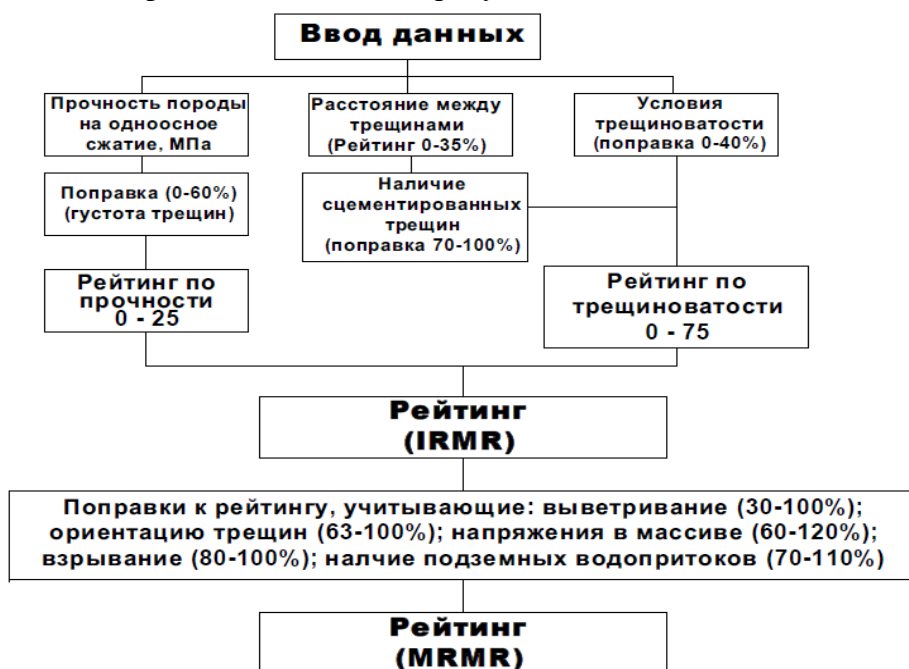 Ввод данных
Прочность породы
на одноосное
сжатие, МПа
Расстояние между
трещинами
(Рейтинг 0-35%)
Условия
трещиноватости
(поправка 0-40%)
Поправка (0-60%)
(густота трещин)
Наличие
сцементированных
трещин
(поправка 70-100%)
Рейтинг по
прочности
0 - 25
Рейтинг по
трещиноватости
0 - 75
Рейтинг
(IRMR)
Поправки к рейтингу, учитывающие: выветривание (30-100%);
ориентацию трещин (63-100%); напряжения в массиве (60-120%);
взрывание (80-100%); налчие подземных водопритоков (70-110%)
Рейтинг
(MRMR)